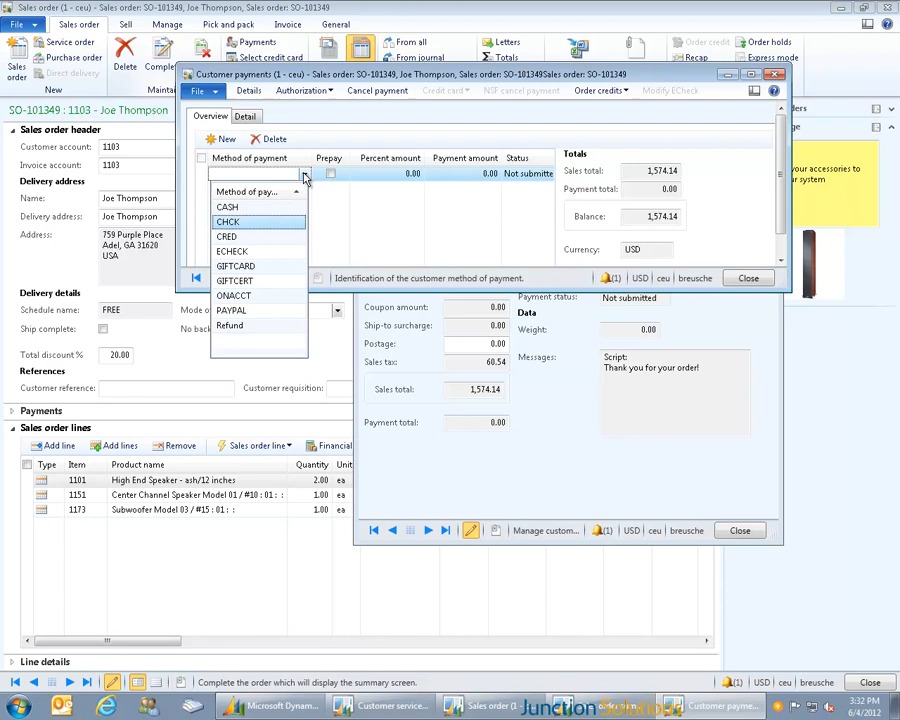 Sales order (1 - ceu) - Sales order: SO-101349, Joe Thompson, Sales order: SO-101349
File
Sales order
Sell
Manage
Pick and pack
Invoice
General
Sales order
Service order
Purchase order
Direct delivery
New
Delete
Payments
Select credit card
From all
From journal
Letters
Totals
Order credit
Recap
Order holds
Express mode
SO-101349 : 1103 - Joe Thompson
Sales order header
Customer account: 1103
Invoice account: 1103
Delivery address
Name: Joe Thompson
Delivery address: Joe Thompson
Address: 759 Purple Place
Adel, GA 31620
USA
Delivery details
Schedule name: FREE
Ship complete:
Total discount % 20.00
References
Customer reference:
Customer requisition:
Payments
Sales order lines
Add line
Add lines
Remove
Sales order line
Financial
Type Item Product name Quantity
1101 High End Speaker - ash/12 inches 2.00 ea
1151 Center Channel Speaker Model 01 / #10 : 01 : : 1.00 ea
1173 Subwoofer Model 03 / #15 : 01 : : 1.00 ea
Line details
Complete the order which will display the summary screen.
(1) USD ceu breusche Close
Customer payments (1 - ceu) - Sales order: SO-101349, Joe Thompson, Sales order: SO-101349Sales order: SO-101349
File
Details
Authorization
Cancel payment
Credit card
NSF cancel payment
Order credits
Modify ECheck
Overview
Detail
New
Delete
Method of payment Prepay Percent amount Payment amount Status
0.00 0.00 Not submitte
Method of pay...
CASH
CHCK
CRED
ECHECK
GIFTCARD
GIFTCERT
ONACCT
PAYPAL
Refund
Totals
Sales total: 1,574.14
Payment total: 0.00
Balance: 1,574.14
Currency: USD
Identification of the customer method of payment.
(1) USD ceu breusche Close
Coupon amount: 0.00
Ship-to surcharge: 0.00
Postage: 0.00
Sales tax: 60.54
Sales total: 1,574.14
Payment total: 0.00
Payment status: Not submitted
Data
Weight: 0.00
Messages: Script:
Thank you for your order!
Manage custom...
(1) USD ceu breusche Close
your accessories to
system
Microsoft Dynam...
Customer service...
Sales order (1 -
Customer payme...
Junction Solutions
3:32 PM
6/4/2012